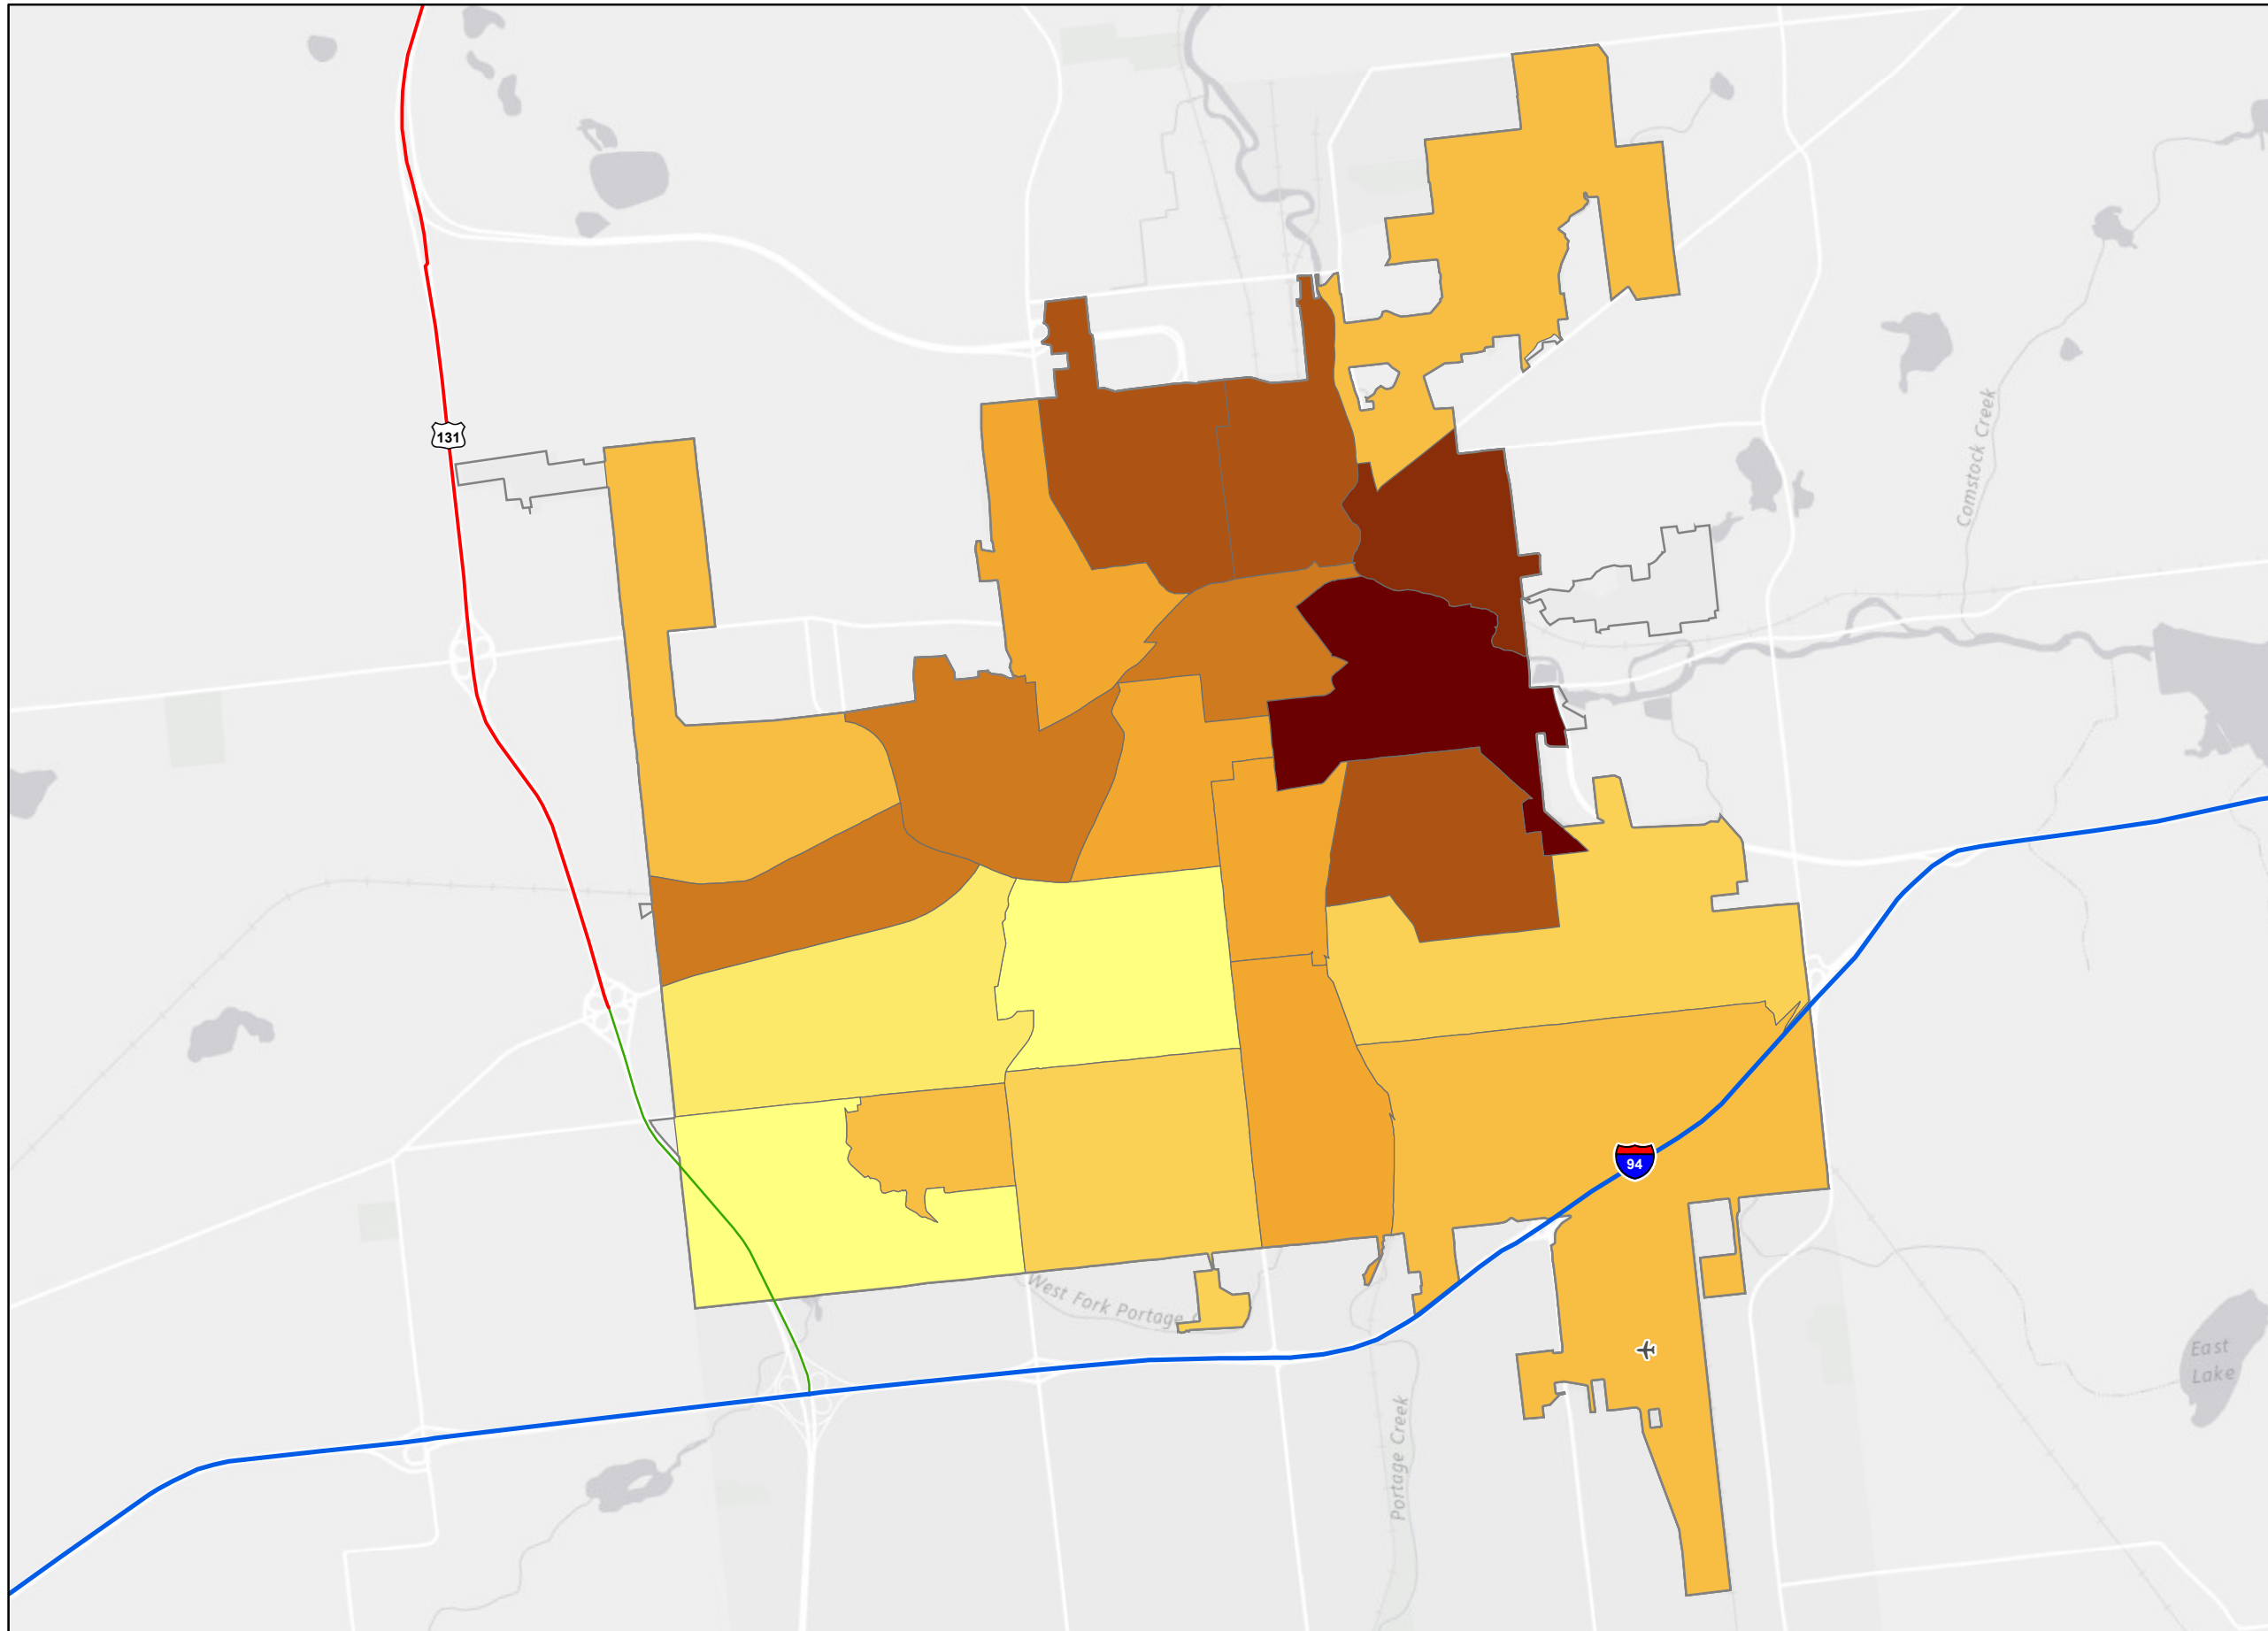 131
Comstock Creek
94
West Fork Portage
East
Lake
Portage Creek